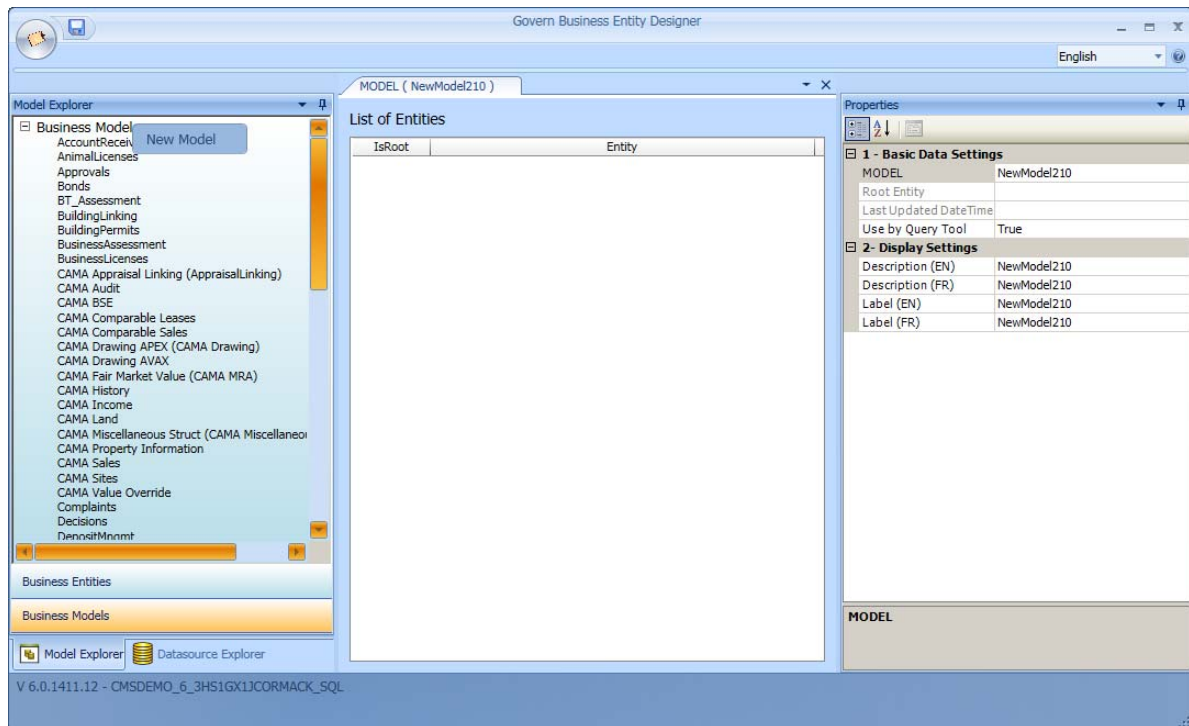 Govern Business Entity Designer
English
Model Explorer
Business Model
New Model
AccountReceiv
AnimalLicenses
Approvals
Bonds
BT_Assessment
BuildingLinking
BuildingPermits
BusinessAssessment
BusinessLicenses
CAMA Appraisal Linking (AppraisalLinking)
CAMA Audit
CAMA BSE
CAMA Comparable Leases
CAMA Comparable Sales
CAMA Drawing APEX (CAMA Drawing)
CAMA Drawing AVAX
CAMA Fair Market Value (CAMA MRA)
CAMA History
CAMA Income
CAMA Land
CAMA Miscellaneous Struct (CAMA Miscellaneou
CAMA Property Information
CAMA Sales
CAMA Sites
CAMA Value Override
Complaints
Decisions
DepositMngmt
Business Entities
Business Models
Model Explorer Datasource Explorer
MODEL ( NewModel210 )
List of Entities
IsRoot Entity
Properties
1 - Basic Data Settings
MODEL NewModel210
Root Entity
Last Updated DateTime
Use by Query Tool True
2- Display Settings
Description (EN) NewModel210
Description (FR) NewModel210
Label (EN) NewModel210
Label (FR) NewModel210
MODEL
V 6.0.1411.12 - CMSDEMO_6_3HS1GX1JCORMACK_SQL